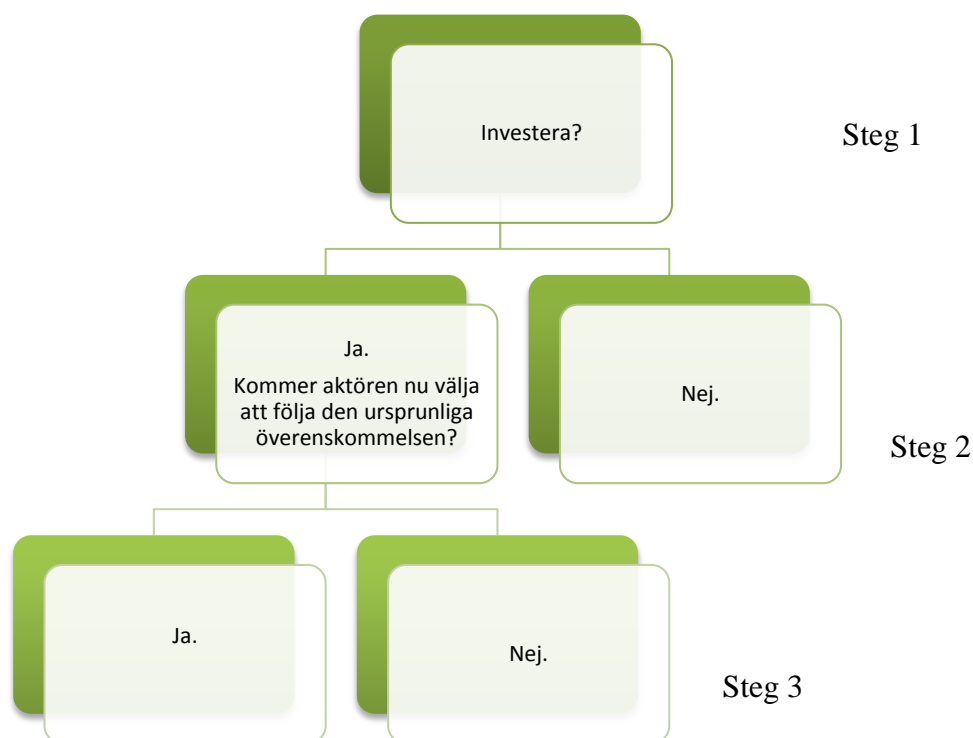 Investera?
Steg 1
Ja.
Kommer aktören nu välja
att följa den ursprunliga
överenskommelsen?
Nej.
Steg 2
Ja.
Nej.
Steg 3